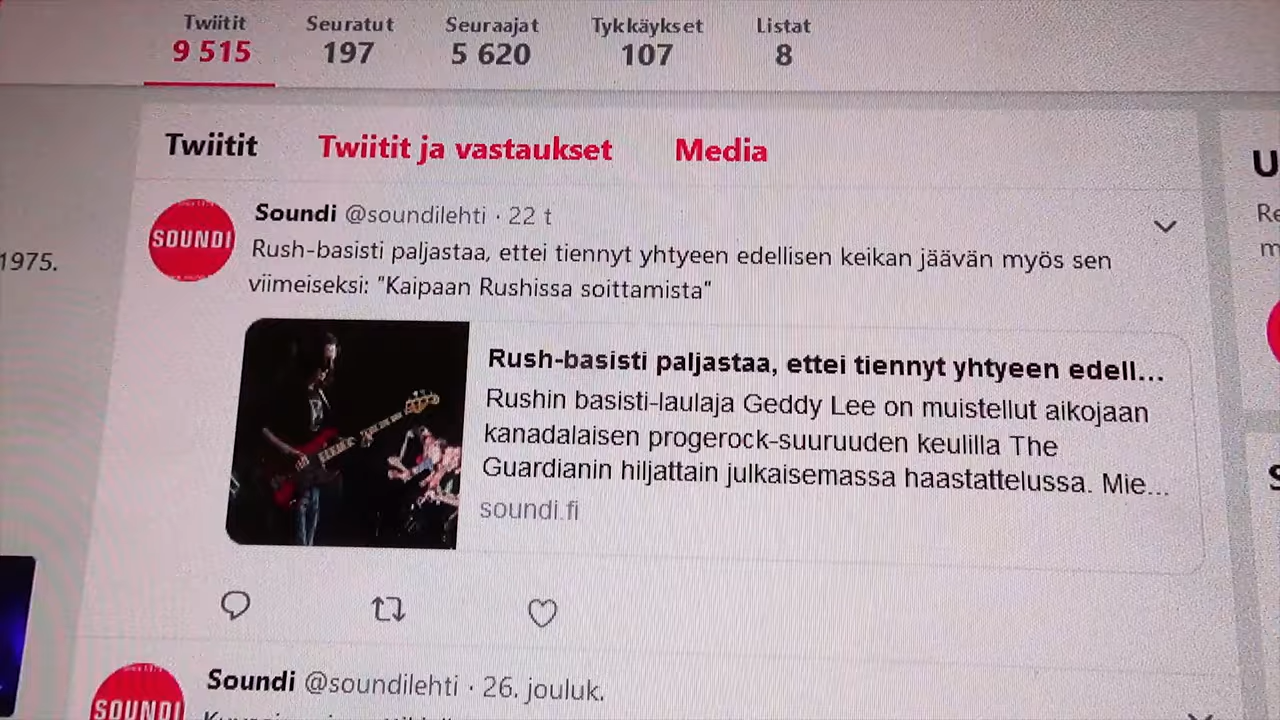 Twiitit Seuratut Seuraajat Tykkäykset Listat
9 515 197 5 620 107 8
Twiitit Twiitit ja vastaukset Media
U
Soundi @soundilehti · 22 t
SOUNDI
Rush-basisti paljastaa, ettei tiennyt yhtyeen edellisen keikan jäävän myös sen
1975.
viimeiseksi: "Kaipaan Rushissa soittamista"
Rush-basisti paljastaa, ettei tiennyt yhtyeen edell...
Rushin basisti-laulaja Geddy Lee on muistellut aikojaan
kanadalaisen progerock-suuruuden keulilla The
Guardianin hiljattain julkaisemassa haastattelussa. Mie...
soundi.fi
Soundi @soundilehti · 26. jouluk.
SOUNDI